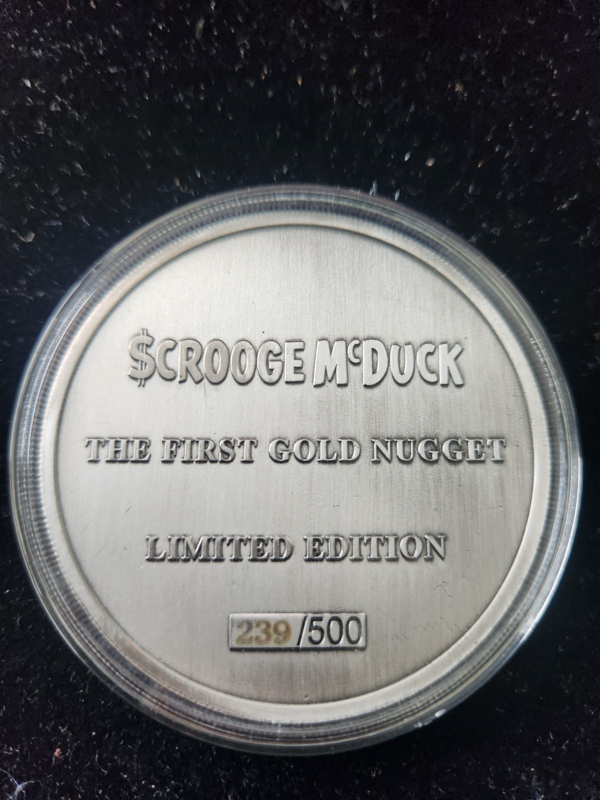 $CROOGE McDUCK
THE FIRST GOLD NUGGET
LIMITED EDITION
239/500